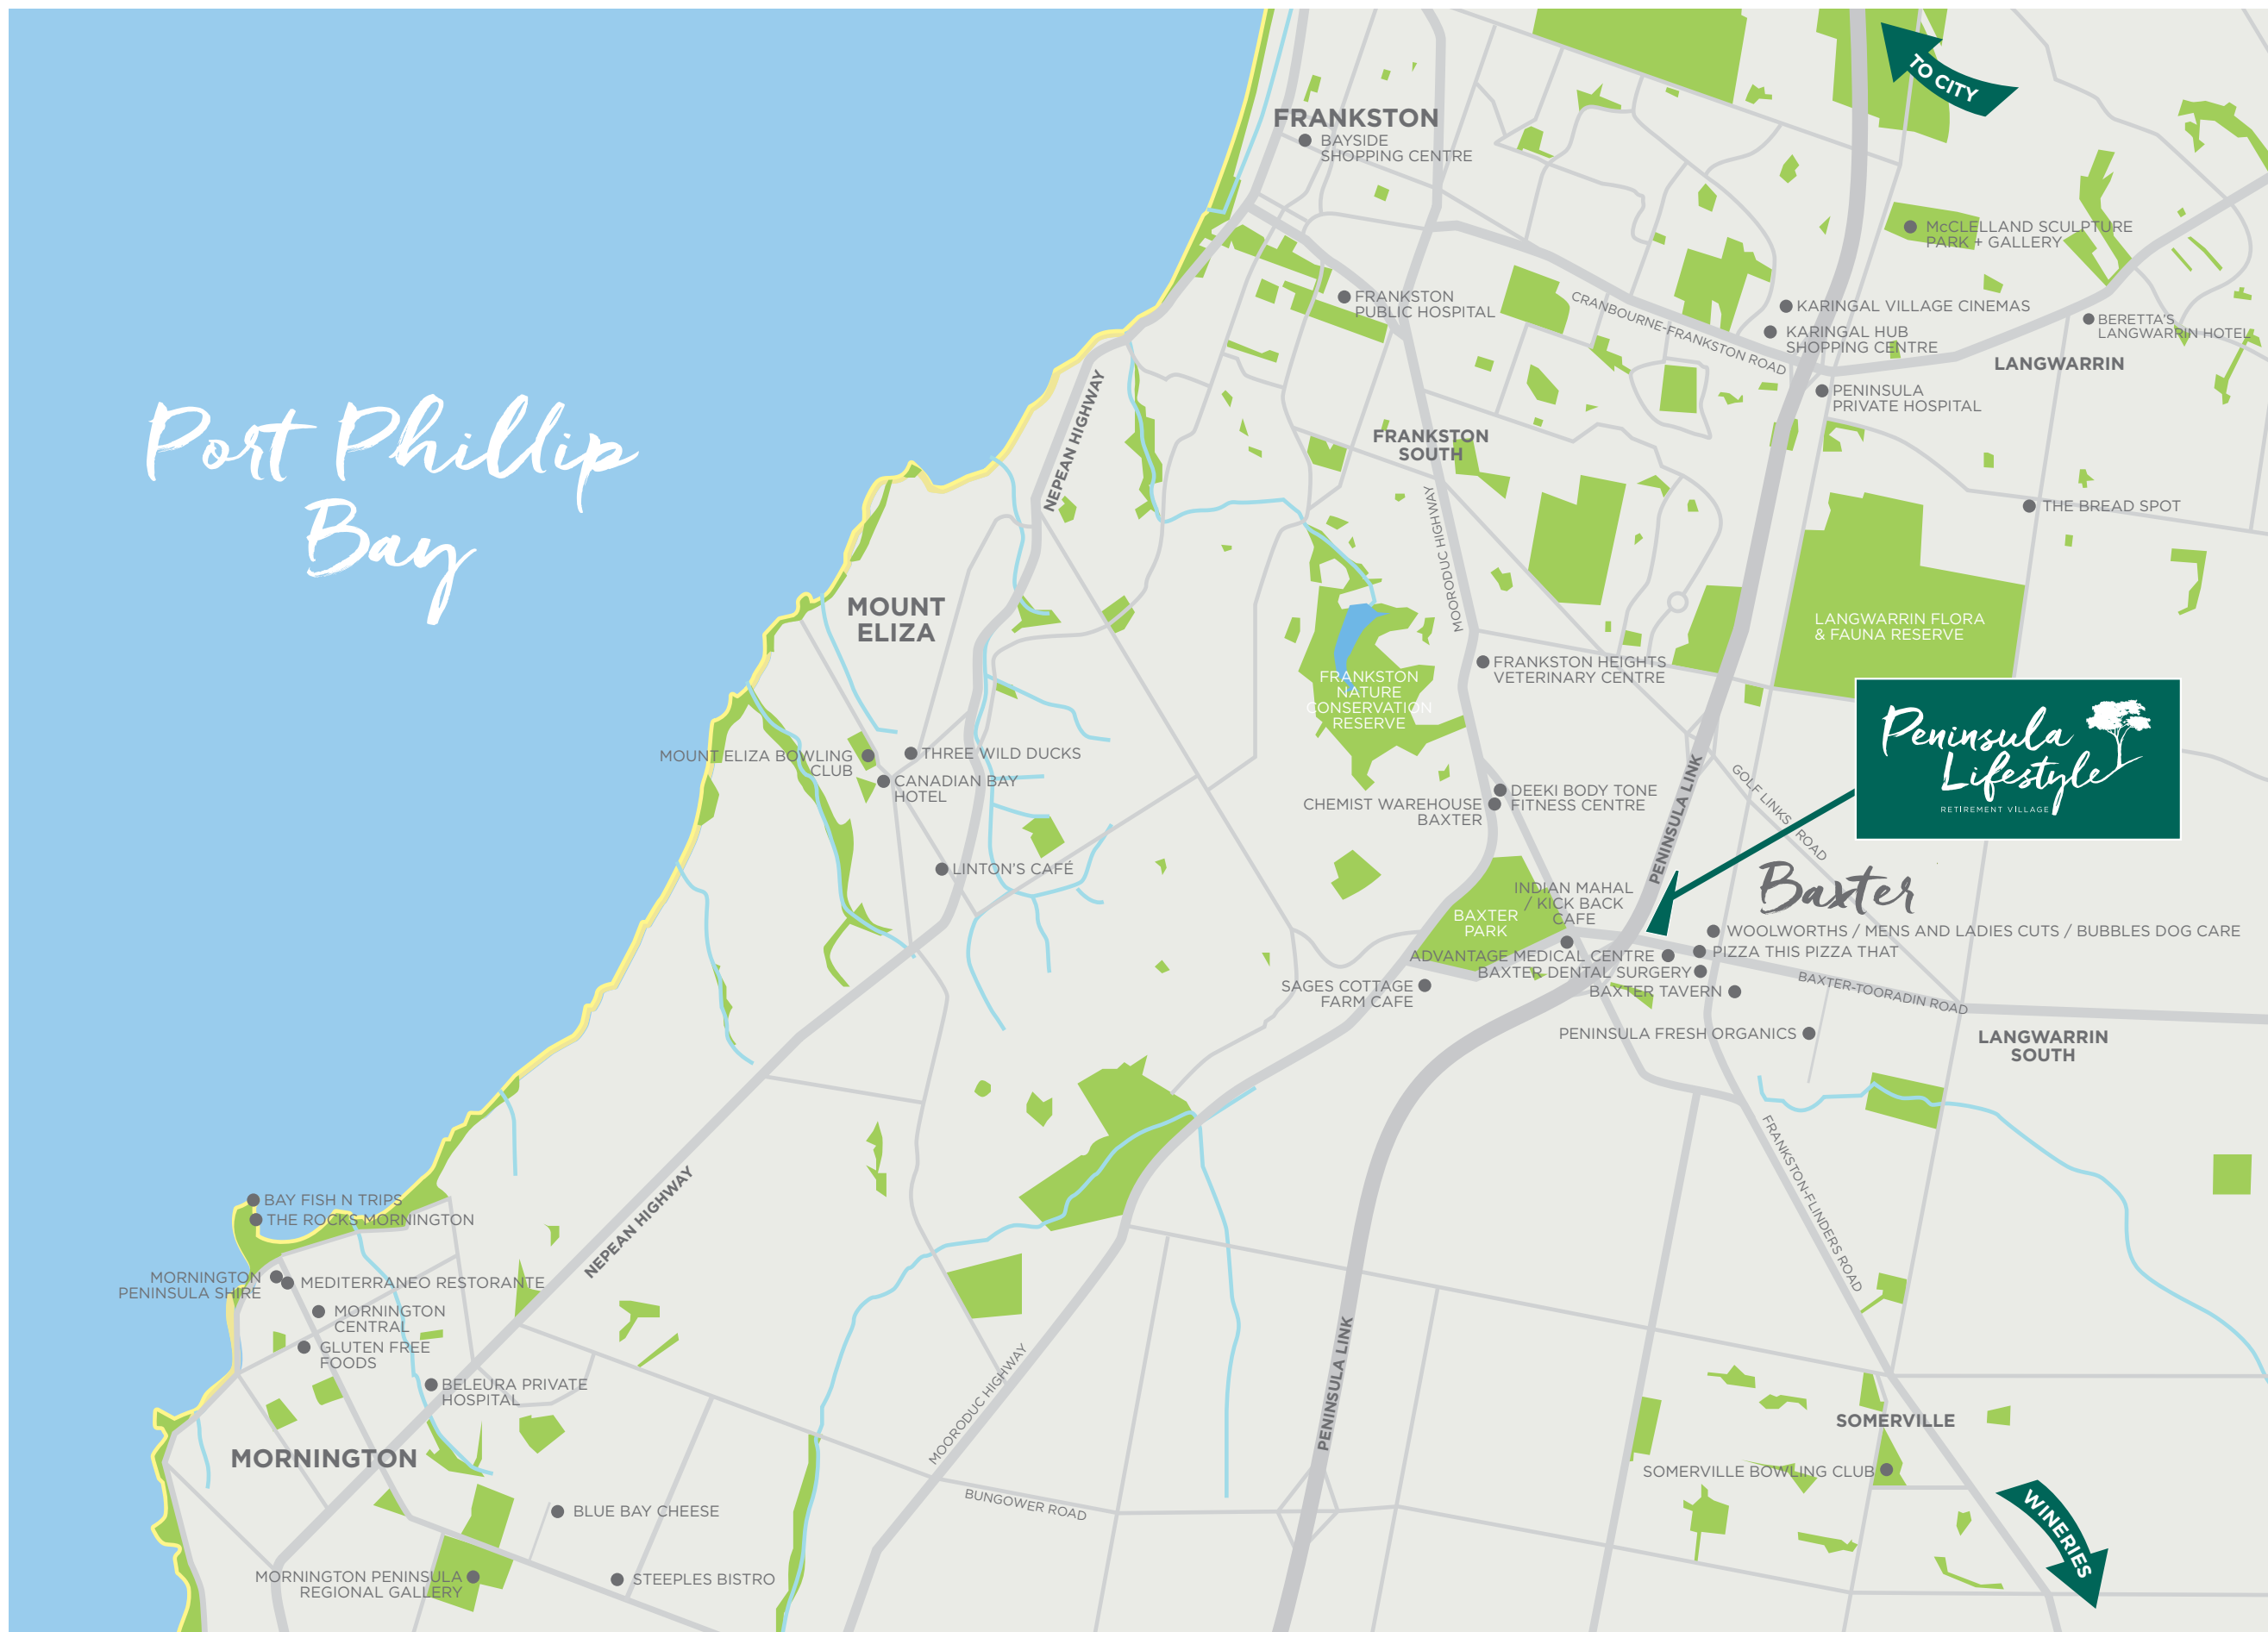 TO CITY
FRANKSTON
BAYSIDE
SHOPPING CENTRE
McCLELLAND SCULPTURE
PARK + GALLERY
FRANKSTON
PUBLIC HOSPITAL
CRANBOURNE-FRANKSTON ROAD
KARINGAL VILLAGE CINEMAS
KARINGAL HUB
SHOPPING CENTRE
BERETTA'S
LANGWARRIN HOTEL
LANGWARRIN
PENINSULA
PRIVATE HOSPITAL
NEPEAN HIGHWAY
Port Phillip
Bay
FRANKSTON
SOUTH
MOORODUC HIGHWAY
THE BREAD SPOT
MOUNT
ELIZA
LANGWARRIN FLORA
& FAUNA RESERVE
FRANKSTON HEIGHTS
VETERINARY CENTRE
FRANKSTON
NATURE
CONSERVATION
RESERVE
Peninsula
Lifestyle
RETIREMENT VILLAGE
MOUNT ELIZA BOWLING
CLUB
THREE WILD DUCKS
CANADIAN BAY
HOTEL
DEEKI BODY TONE
FITNESS CENTRE
CHEMIST WAREHOUSE
BAXTER
PENINSULA LINK
GOLF LINKS ROAD
LINTON'S CAFÉ
Baxter
INDIAN MAHAL
/ KICK BACK
CAFE
BAXTER
PARK
WOOLWORTHS / MENS AND LADIES CUTS / BUBBLES DOG CARE
ADVANTAGE MEDICAL CENTRE
PIZZA THIS PIZZA THAT
BAXTER DENTAL SURGERY
SAGES COTTAGE
FARM CAFE
BAXTER TAVERN
BAXTER-TOORADIN ROAD
PENINSULA FRESH ORGANICS
LANGWARRIN
SOUTH
FRANKSTON-FLINDERS ROAD
BAY FISH N TRIPS
THE ROCKS MORNINGTON
NEPEAN HIGHWAY
MORNINGTON
PENINSULA SHIRE
MEDITERRANEO RESTORANTE
MORNINGTON
CENTRAL
GLUTEN FREE
FOODS
BELEURA PRIVATE
HOSPITAL
MOORODUC HIGHWAY
PENINSULA LINK
SOMERVILLE
MORNINGTON
SOMERVILLE BOWLING CLUB
BUNGOWER ROAD
BLUE BAY CHEESE
WINERIES
MORNINGTON PENINSULA
REGIONAL GALLERY
STEEPLES BISTRO